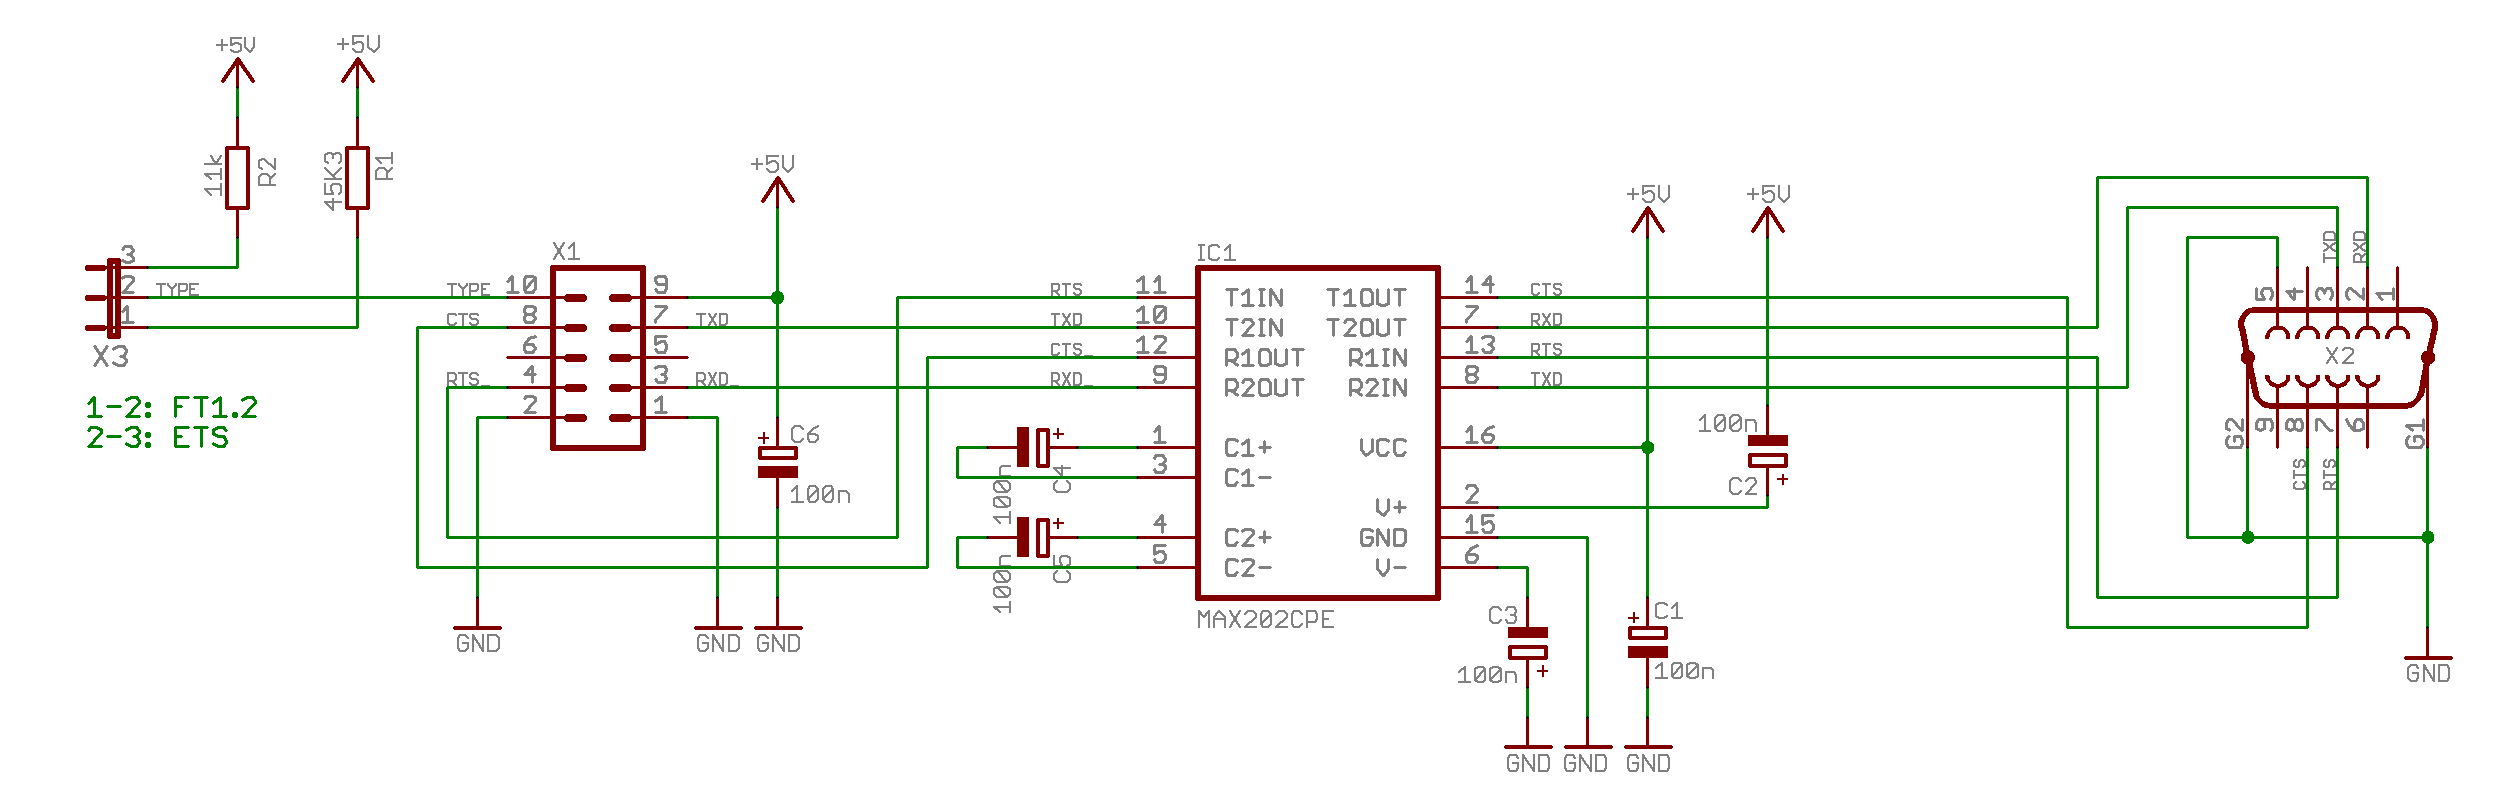 +5V
+5V
11k
R2
45K3
R1
3
2
1
X3
TYPE
1-2: FT1.2
2-3: ETS
X1
TYPE
CTS
RTS_
10
8
6
4
2
9
7
5
3
1
TXD
RXD_
+5V
C6
100n
GND
GND
GND
RTS
TXD
CTS_
RXD_
100n
C4
100n
C5
IC1
11
10
12
9
1
3
4
5
T1IN
T2IN
R1OUT
R2OUT
C1+
C1-
C2+
C2-
T1OUT
T2OUT
R1IN
R2IN
VCC
V+
GND
V-
14
7
13
8
16
2
15
6
MAX202CPE
CTS
RXD
RTS
TXD
+5V
+5V
100n
C2
C3
100n
C1
100n
GND
GND
GND
TXD
RXD
5
4
3
2
1
X2
G2
9
8
7
6
G1
CTS
RTS
GND